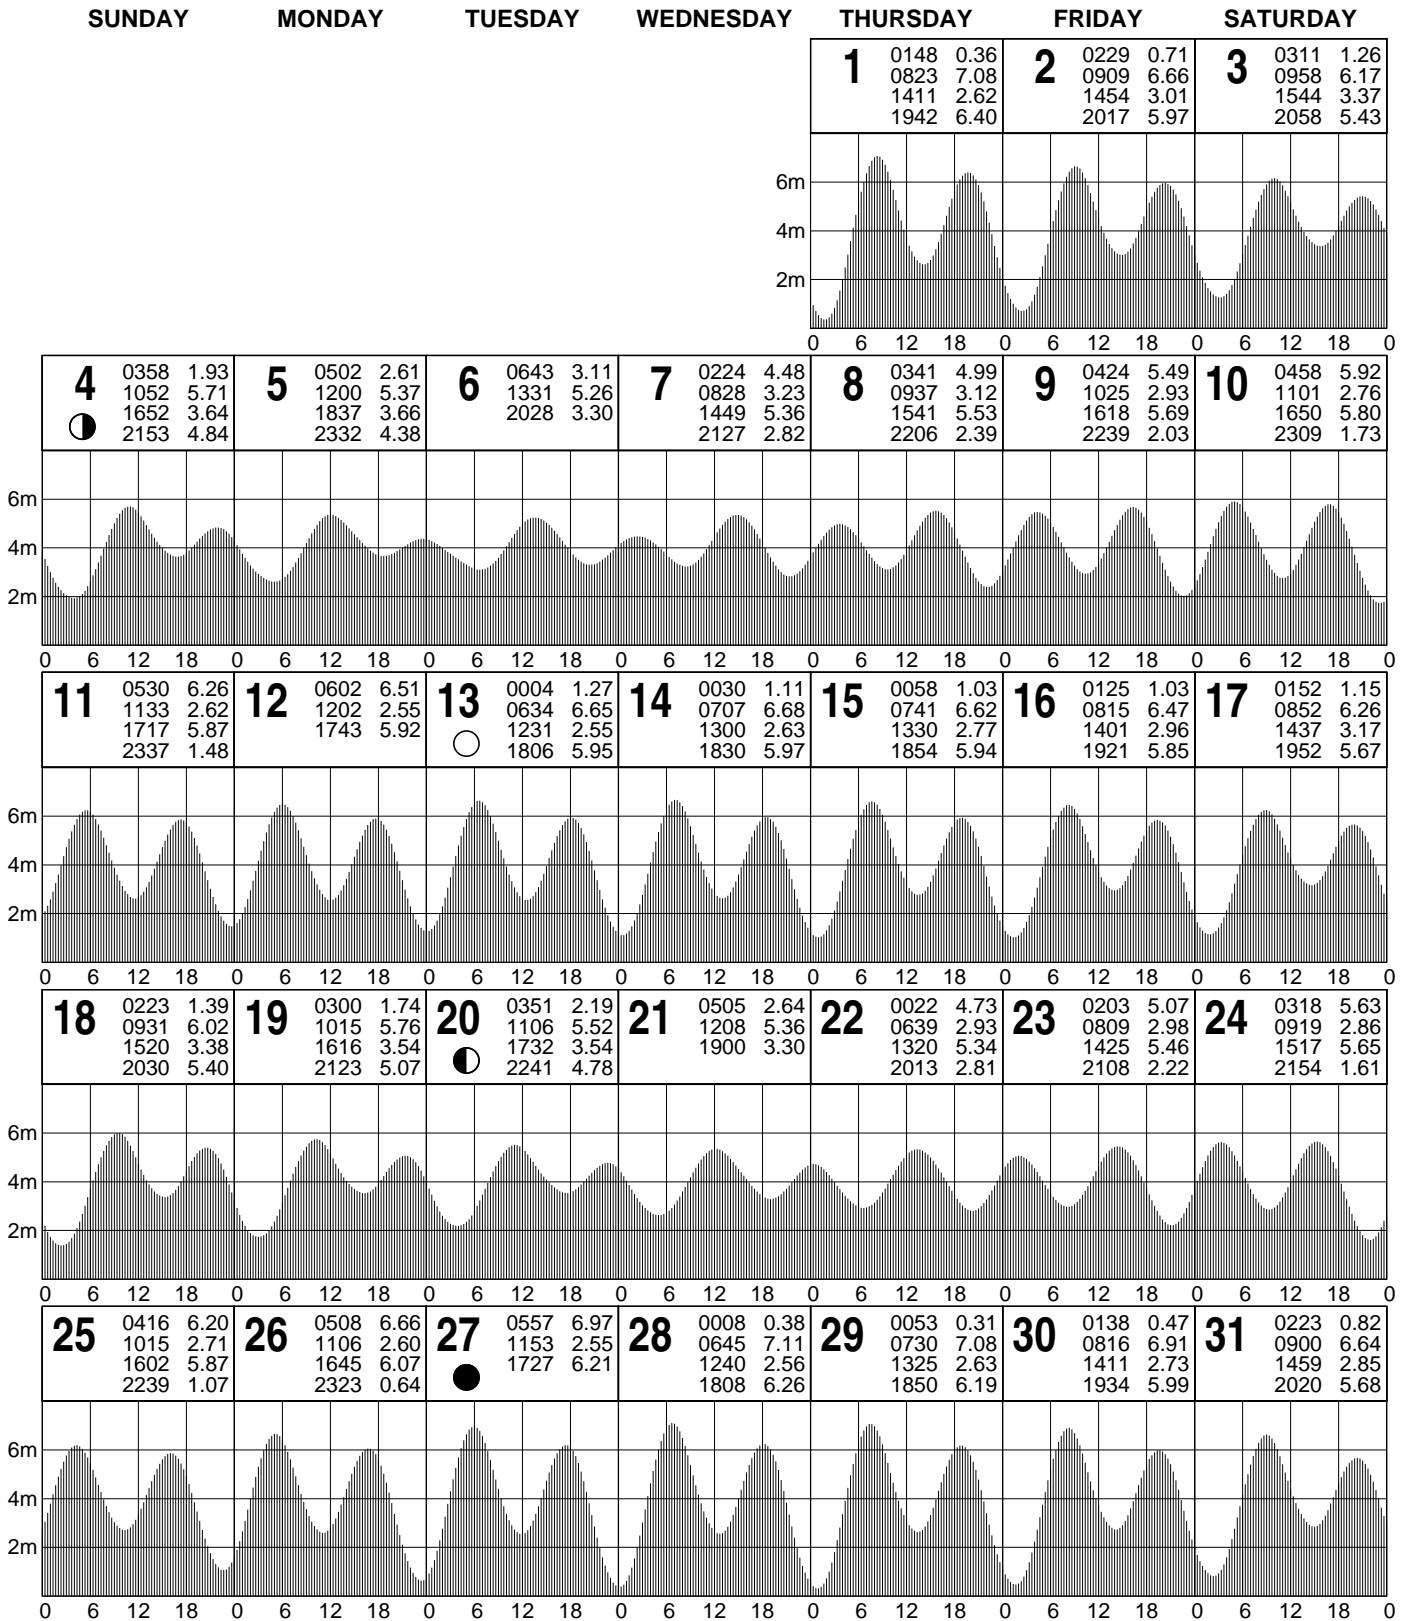 SUNDAY MONDAY TUESDAY WEDNESDAY THURSDAY FRIDAY SATURDAY
1 0148 0.36 2 0229 0.71 3 0311 1.26
0823 7.08 0909 6.66 0958 6.17
1411 2.62 1454 3.01 1544 3.37
1942 6.40 2017 5.97 2058 5.43
6m
4m
2m
0 6 12 18 0 6 12 18 0 6 12 18 0
4 0358 1.93 5 0502 2.61 6 0643 3.11 7 0224 4.48 8 0341 4.99 9 0424 5.49 10 0458 5.92
1052 5.71 1200 5.37 1331 5.26 0828 3.23 0937 3.12 1025 2.93 1101 2.76
1652 3.64 1837 3.66 2028 3.30 1449 5.36 1541 5.53 1618 5.69 1650 5.80
2153 4.84 2332 4.38 2127 2.82 2206 2.39 2239 2.03 2309 1.73
6m
4m
2m
0 6 12 18 0 6 12 18 0 6 12 18 0 6 12 18 0 6 12 18 0 6 12 18 0 6 12 18 0
11 0530 6.26 12 0602 6.51 13 0004 1.27 14 0030 1.11 15 0058 1.03 16 0125 1.03 17 0152 1.15
1133 2.62 1202 2.55 0634 6.65 0707 6.68 0741 6.62 0815 6.47 0852 6.26
1717 5.87 1743 5.92 1231 2.55 1300 2.63 1330 2.77 1401 2.96 1437 3.17
2337 1.48 1806 5.95 1830 5.97 1854 5.94 1921 5.85 1952 5.67
6m
4m
2m
0 6 12 18 0 6 12 18 0 6 12 18 0 6 12 18 0 6 12 18 0 6 12 18 0 6 12 18 0
18 0223 1.39 19 0300 1.74 20 0351 2.19 21 0505 2.64 22 0022 4.73 23 0203 5.07 24 0318 5.63
0931 6.02 1015 5.76 1106 5.52 1208 5.36 0639 2.93 0809 2.98 0919 2.86
1520 3.38 1616 3.54 1732 3.54 1900 3.30 1320 5.34 1425 5.46 1517 5.65
2030 5.40 2123 5.07 2241 4.78 2013 2.81 2108 2.22 2154 1.61
6m
4m
2m
0 6 12 18 0 6 12 18 0 6 12 18 0 6 12 18 0 6 12 18 0 6 12 18 0 6 12 18 0
25 0416 6.20 26 0508 6.66 27 0557 6.97 28 0008 0.38 29 0053 0.31 30 0138 0.47 31 0223 0.82
1015 2.71 1106 2.60 1153 2.55 0645 7.11 0730 7.08 0816 6.91 0900 6.64
1602 5.87 1645 6.07 1727 6.21 1240 2.56 1325 2.63 1411 2.73 1459 2.85
2239 1.07 2323 0.64 1808 6.26 1850 6.19 1934 5.99 2020 5.68
6m
4m
2m
0 6 12 18 0 6 12 18 0 6 12 18 0 6 12 18 0 6 12 18 0 6 12 18 0 6 12 18 0